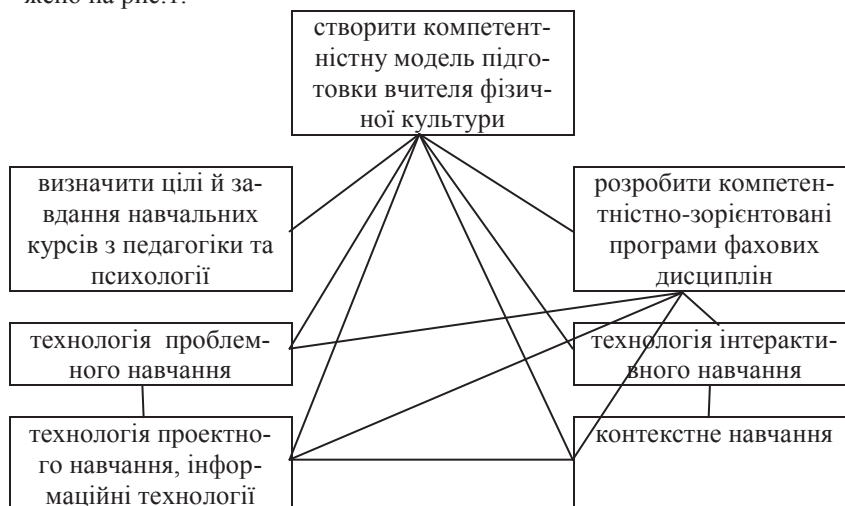 жено на рис.1.
створити компетент-
ністну модель підго-
товки вчителя фізич-
ної культури
визначити цілі й за-
вдання навчальних
курсів з педагогіки та
психології
розробити компетен-
тністно-зорієнтовані
програми фахових
дисциплін
технологія проблем-
ного навчання
технологія інтеракти-
вного навчання
технологія проектно-
го навчання, інфор-
маційні технології
контекстне навчання